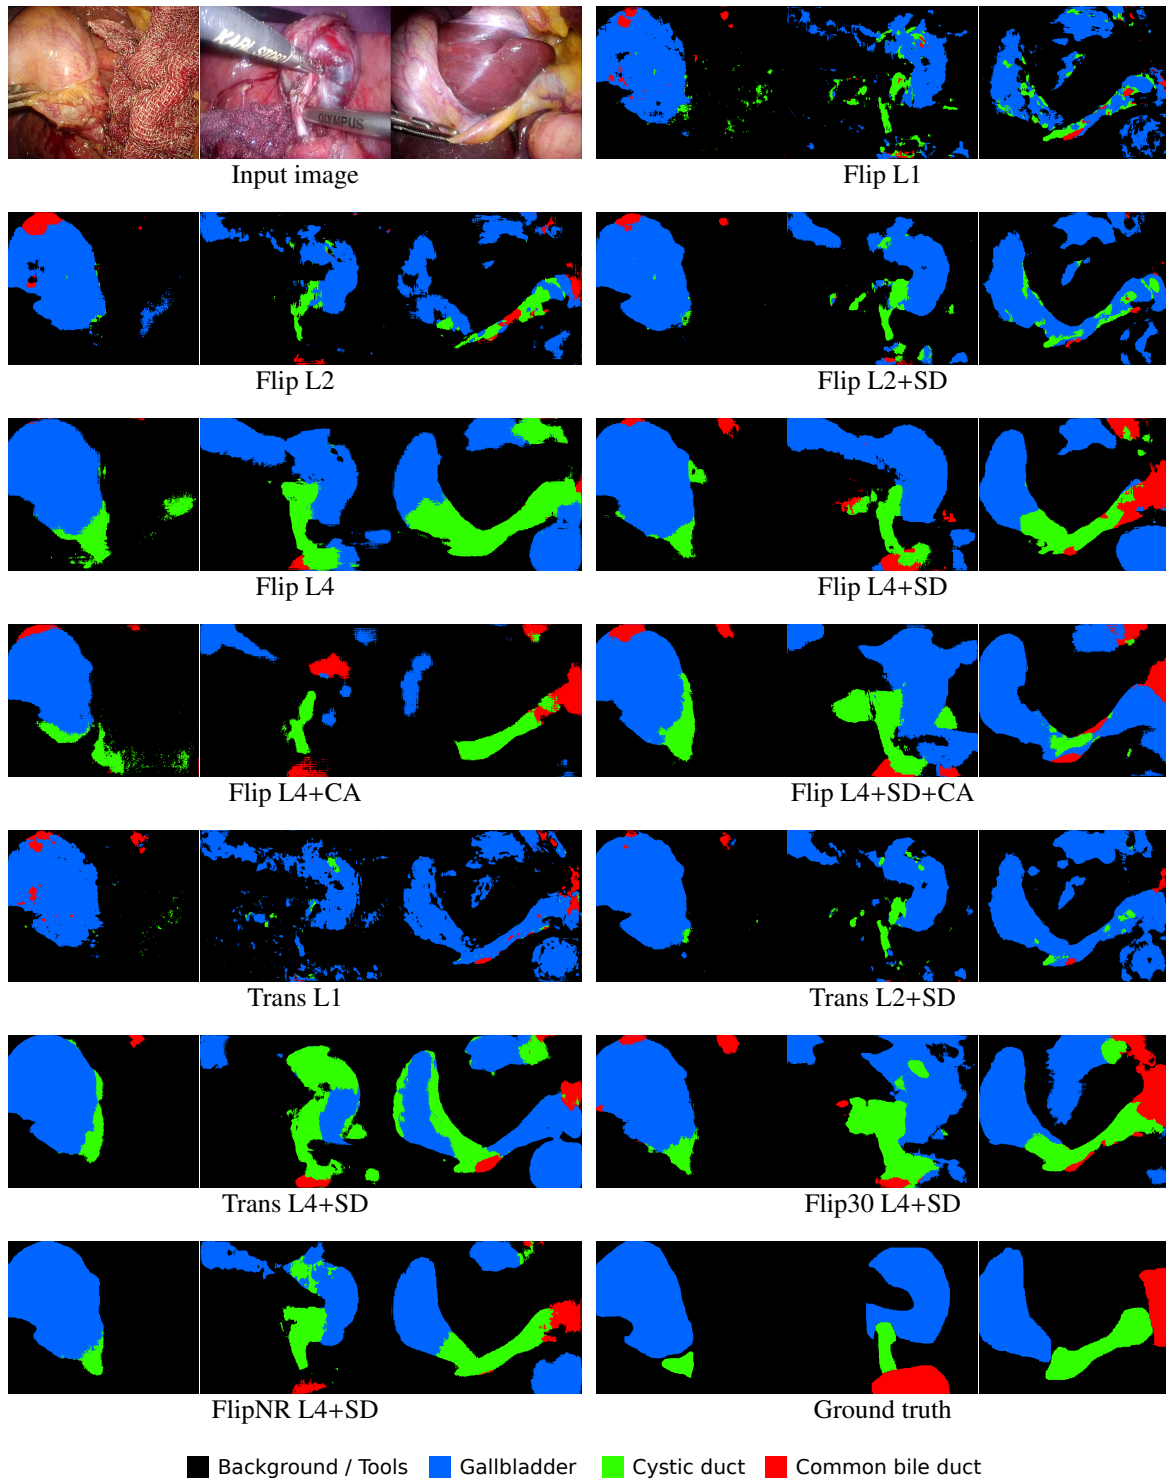 KARL STORZ
OLYMPUS
Input image
Flip L1
Flip L2
Flip L2+SD
Flip L4
Flip L4+SD
Flip L4+CA
Flip L4+SD+CA
Trans L1
Trans L2+SD
Trans L4+SD
Flip30 L4+SD
FlipNR L4+SD
Ground truth
Background / Tools
Gallbladder
Cystic duct
Common bile duct